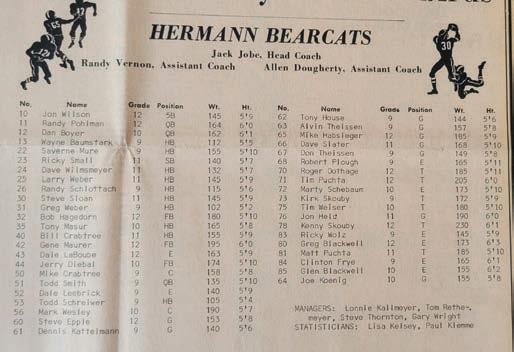 HERMANN BEARCATS
Jack Jobe, Head Coach
Randy Vernon, Assistant Coach Allen Dougherty, Assistant Coach
30
No. Name Grade Position Wt. Ht.
10 Jon Wilson 12 SB 145 5'9
11 Randy Pohlman 12 QB 164 6'0
12 Dan Boyer 10 QB 162 6'1
13 Wayne Baumstark 9 HB 112 5'5
22 Saverne Mure 9 HB 155 5'10
23 Ricky Small 11 SB 140 5'7
24 Dave Wilmsmeyer 11 HB 132 5'7
25 Larry Weber 11 HB 145 5'9
26 Randy Schlottach 9 HB 115 5'6
30 Steve Sloan 11 HB 145 5'9
31 Greg Weber 9 HB 102 5'2
32 Bob Hagedorn 12 FB 180 5'10
35 Tony Masur 10 HB 165 5'8
40 Bill Crabtree 11 HB 155 5'9
42 Gene Maurer 12 FB 195 6'0
43 Dale LaBoube 12 E 163 5'9
44 Jerry Diebal 10 FB 174 5'10
50 Mike Crabtree 9 C 158 5'8
51 Todd Smith 9 QB 135 5'10
52 Dale Leebrick 9 E 140 5'9
53 Todd Schreiwer 9 HB 105 5'4
56 Mark Wesley 10 C 190 5'7
60 Steve Epple 12 G 153 5'8
61 Dennis Kattelmann 9 G 140 5'6
No. Name Grade Position Wt. Ht.
62 Tony House 9 G 144 5'6
63 Alvin Theissen 9 G 157 5'8
65 Mike Habsieger 12 G 185 5'9
66 Dave Slater 11 G 168 5'10
67 Don Theissen 9 G 149 5'8
68 Robert Plough 9 E 165 5'11
70 Roger Dothage 12 T 185 5'11
71 Tim Puchta 12 T 205 6'0
72 Marty Schebaum 10 E 173 5'10
73 Kirk Skouby 9 T 172 5'9
75 Tim Welser 10 T 180 5'10
76 Jon Held 11 G 190 6'0
78 Kenny Skouby 12 T 230 6'1
83 Ricky Wolz 9 E 145 5'9
80 Greg Blackwell 12 E 173 6'3
81 Matt Puchta 11 T 185 5'10
84 Clinton Frye 9 E 165 6'1
85 Glen Blackwell 10 E 155 6'2
64 Joe Koenig 10 G 155 5'8
MANAGERS: Lonnie Kallmeyer, Tom Rethe-
meyer, Steve Thornton, Gary Wright
STATISTICIANS: Lisa Kelsey, Paul Klemme